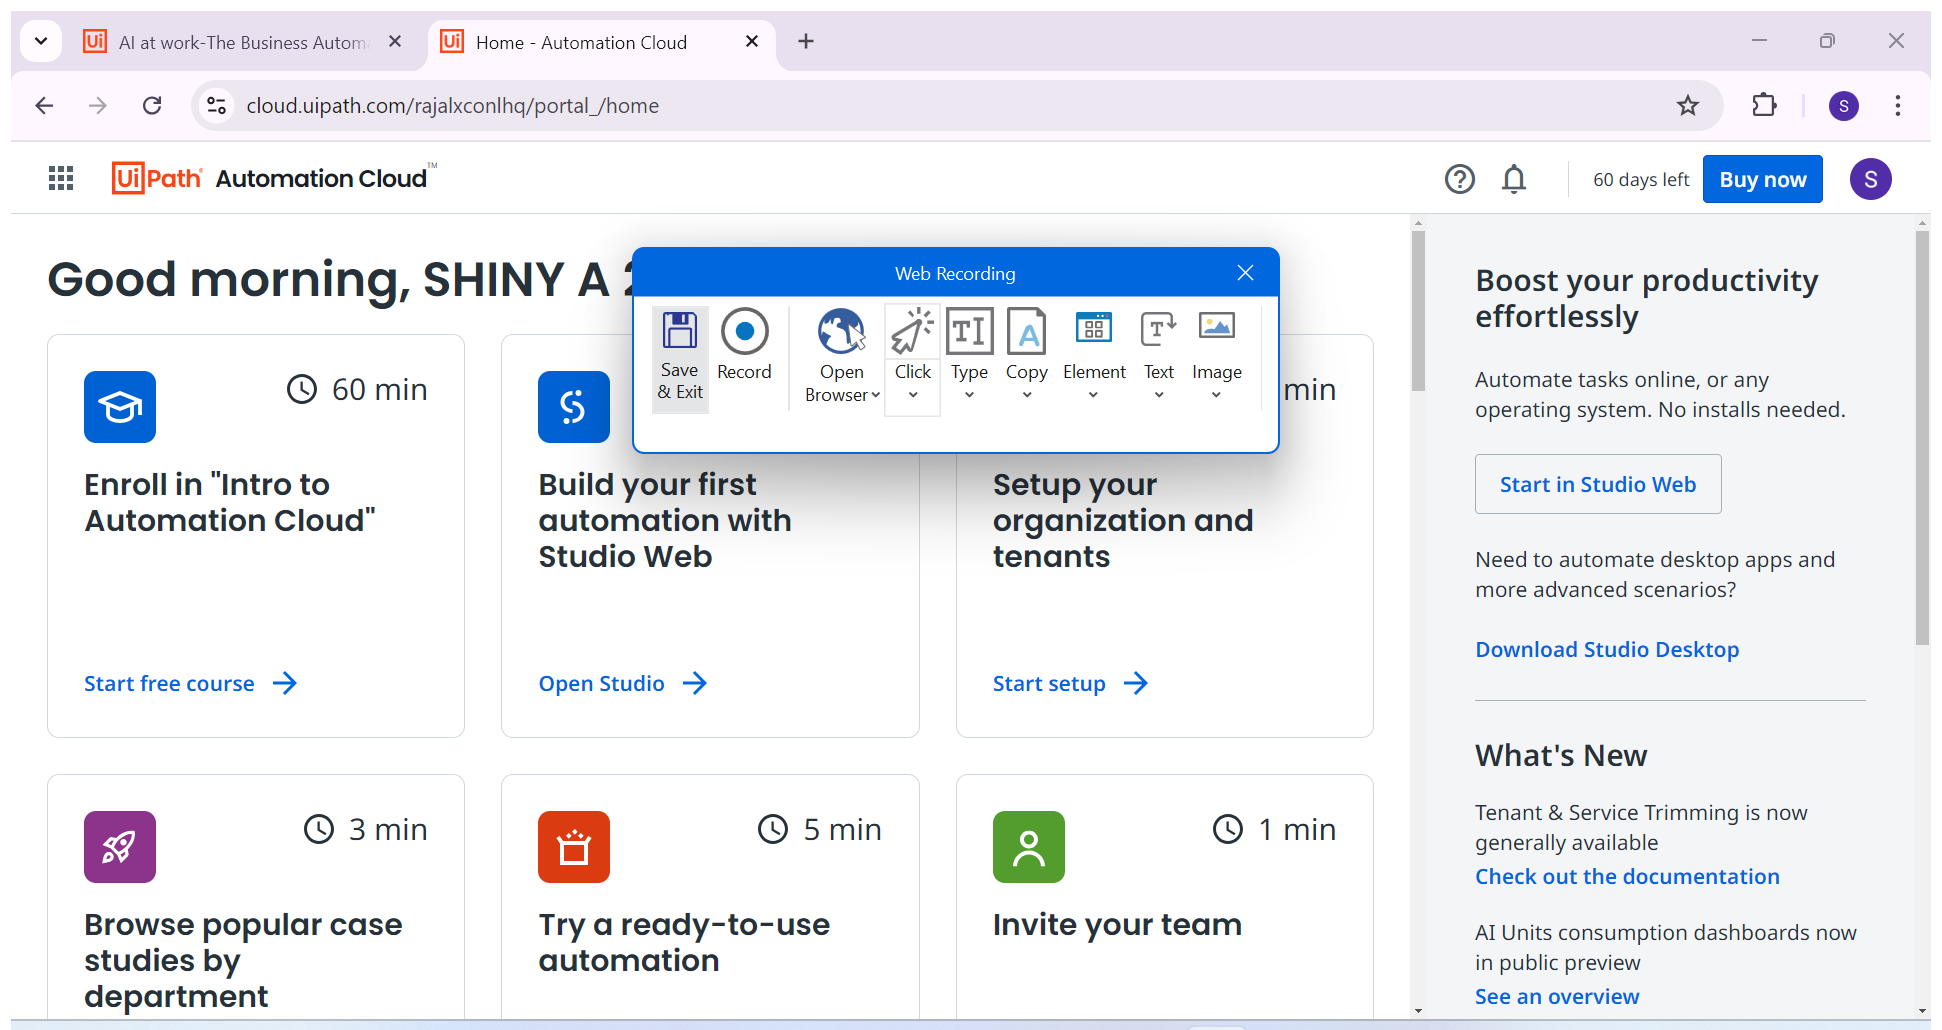 Ui AI at work-The Business Autom
Ui Home - Automation Cloud
cloud.uipath.com/rajalxconlhq/portal_/home
S
UiPath Automation Cloud™
60 days left
Buy now
S
Good morning, SHINY A
Web Recording
Save & Exit
Record
Open Browser
TI
Type
Click
A
Copy
Element
T
Text
Image
60 min
Enroll in "Intro to
Automation Cloud"
Start free course
Build your first
automation with
Studio Web
Open Studio
min
Setup your
organization and
tenants
Start setup
3 min
Browse popular case
studies by
department
5 min
Try a ready-to-use
automation
1 min
Invite your team
Boost your productivity
effortlessly
Automate tasks online, or any
operating system. No installs needed.
Start in Studio Web
Need to automate desktop apps and
more advanced scenarios?
Download Studio Desktop
What's New
Tenant & Service Trimming is now
generally available
Check out the documentation
AI Units consumption dashboards now
in public preview
See an overview